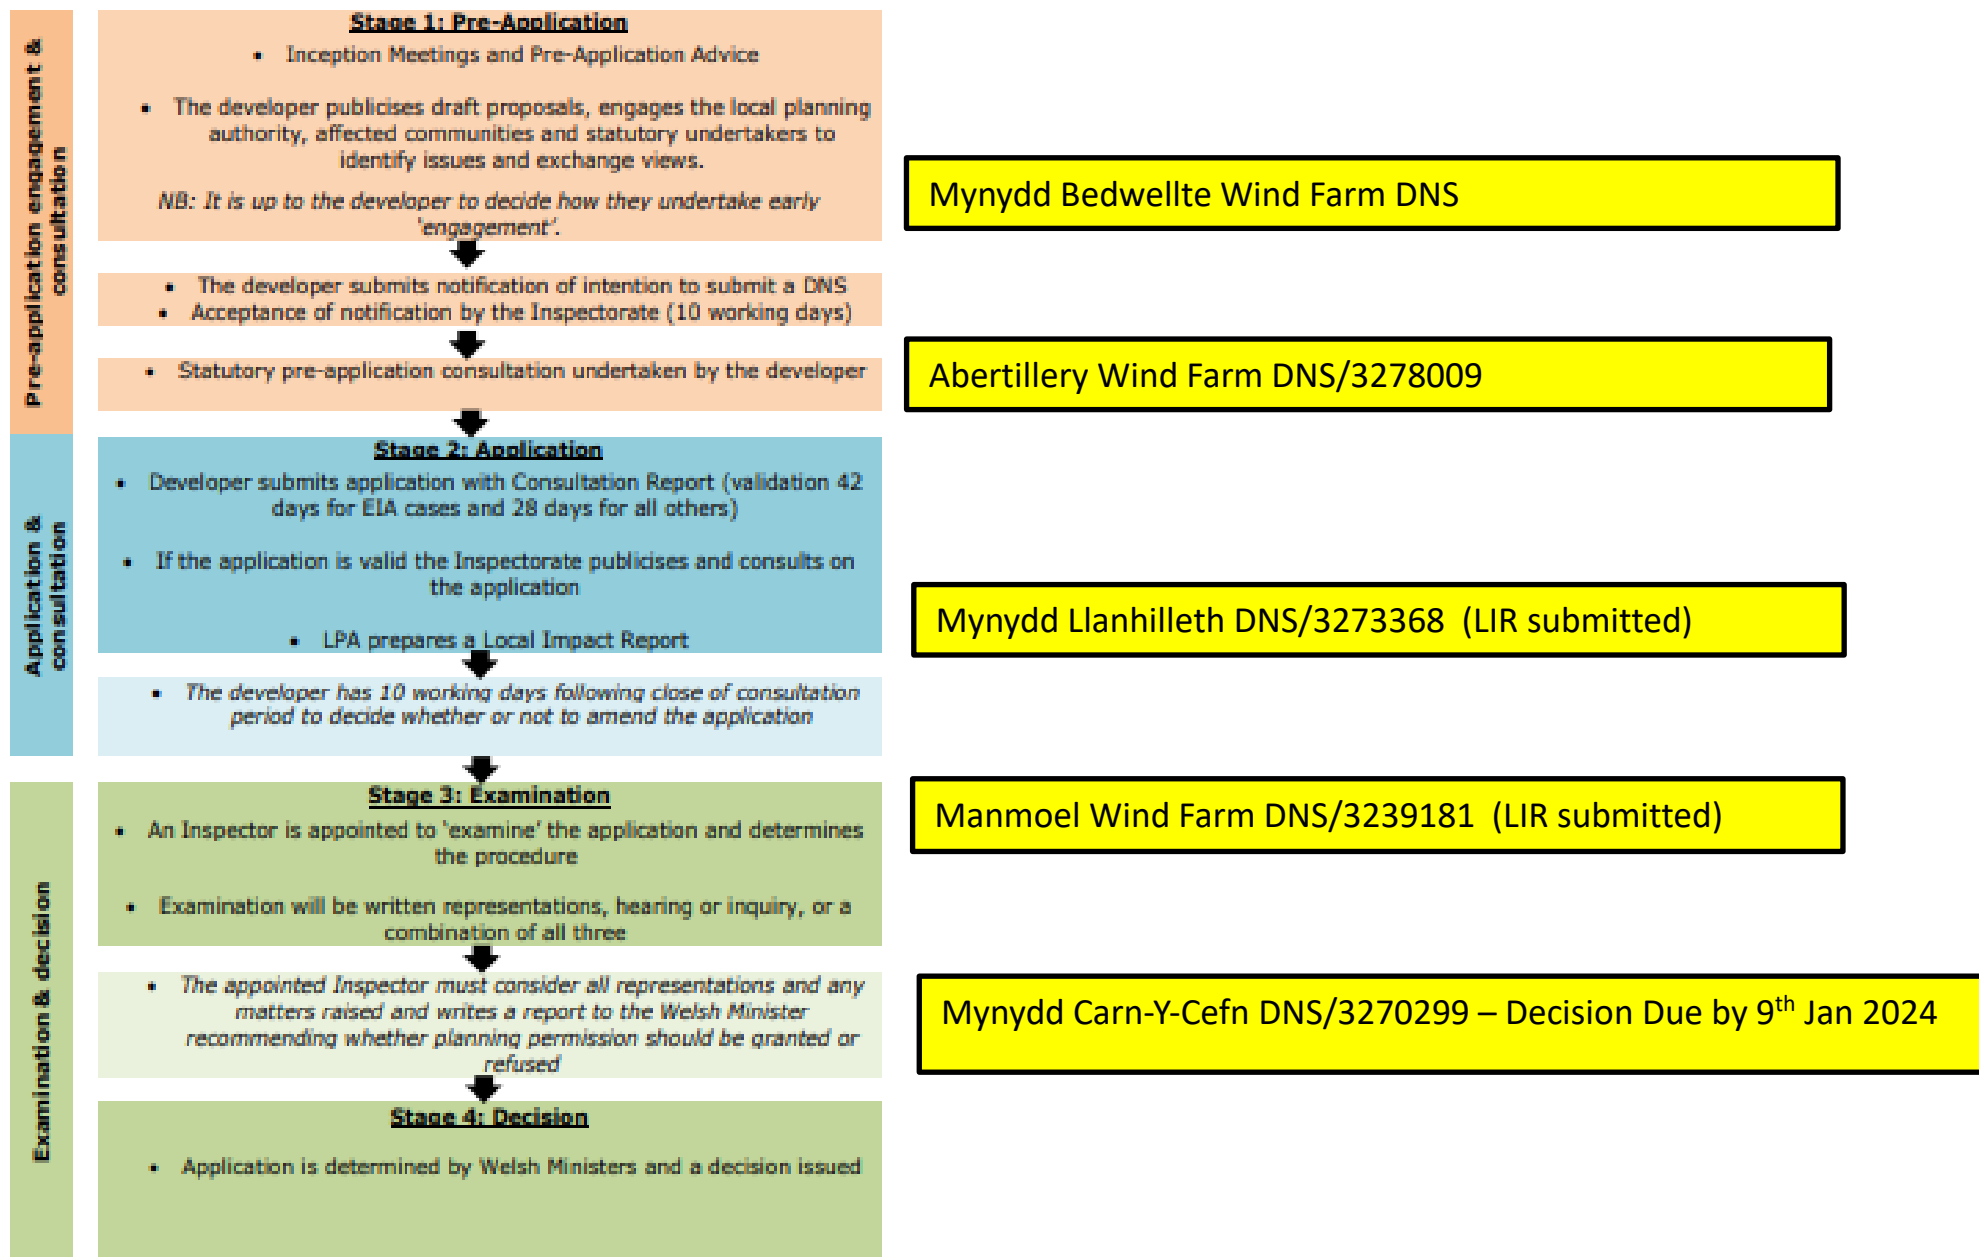 Pre-application engagement &
consultation
Stage 1: Pre-Application
• Inception Meetings and Pre-Application Advice
• The developer publicises draft proposals, engages the local planning
authority, affected communities and statutory undertakers to
identify issues and exchange views.
NB: It is up to the developer to decide how they undertake early
'engagement'.
Mynydd Bedwellte Wind Farm DNS
• The developer submits notification of intention to submit a DNS
• Acceptance of notification by the Inspectorate (10 working days)
• Statutory pre-application consultation undertaken by the developer
Abertillery Wind Farm DNS/3278009
Application &
consultation
Stage 2: Application
• Developer submits application with Consultation Report (validation 42
days for EIA cases and 28 days for all others)
• If the application is valid the Inspectorate publicises and consults on
the application
• LPA prepares a Local Impact Report
Mynydd Llanhilleth DNS/3273368 (LIR submitted)
• The developer has 10 working days following close of consultation
period to decide whether or not to amend the application
Examination & decision
Stage 3: Examination
• An Inspector is appointed to 'examine' the application and determines
the procedure
• Examination will be written representations, hearing or inquiry, or a
combination of all three
Manmoel Wind Farm DNS/3239181 (LIR submitted)
• The appointed Inspector must consider all representations and any
matters raised and writes a report to the Welsh Minister
recommending whether planning permission should be granted or
refused
Mynydd Carn-Y-Cefn DNS/3270299 – Decision Due by 9th Jan 2024
Stage 4: Decision
• Application is determined by Welsh Ministers and a decision issued